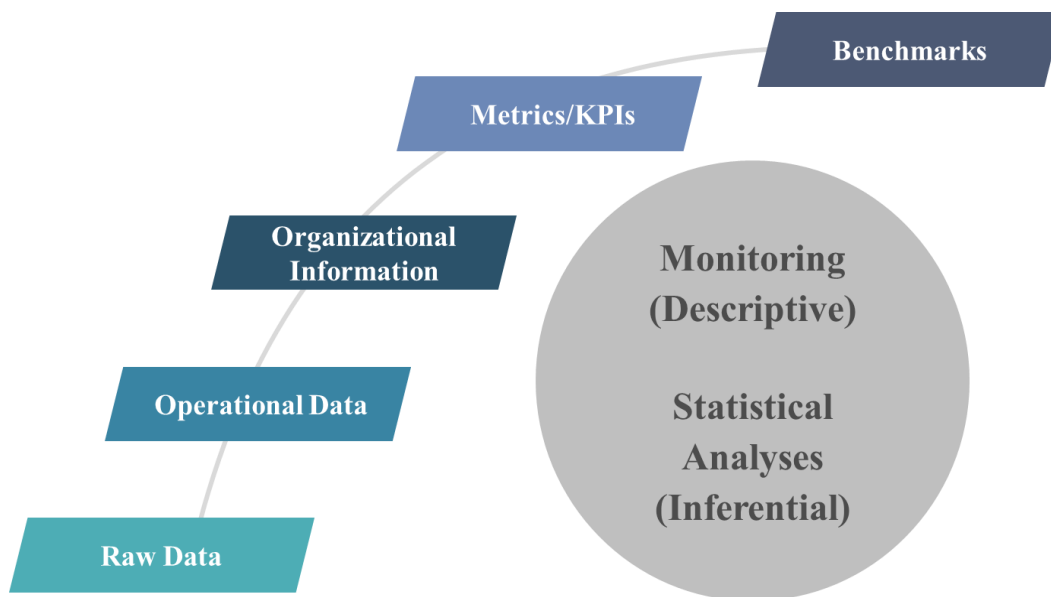 Benchmarks
Metrics/KPIs
Organizational
Information
Monitoring
(Descriptive)
Operational Data
Statistical
Analyses
(Inferential)
Raw Data